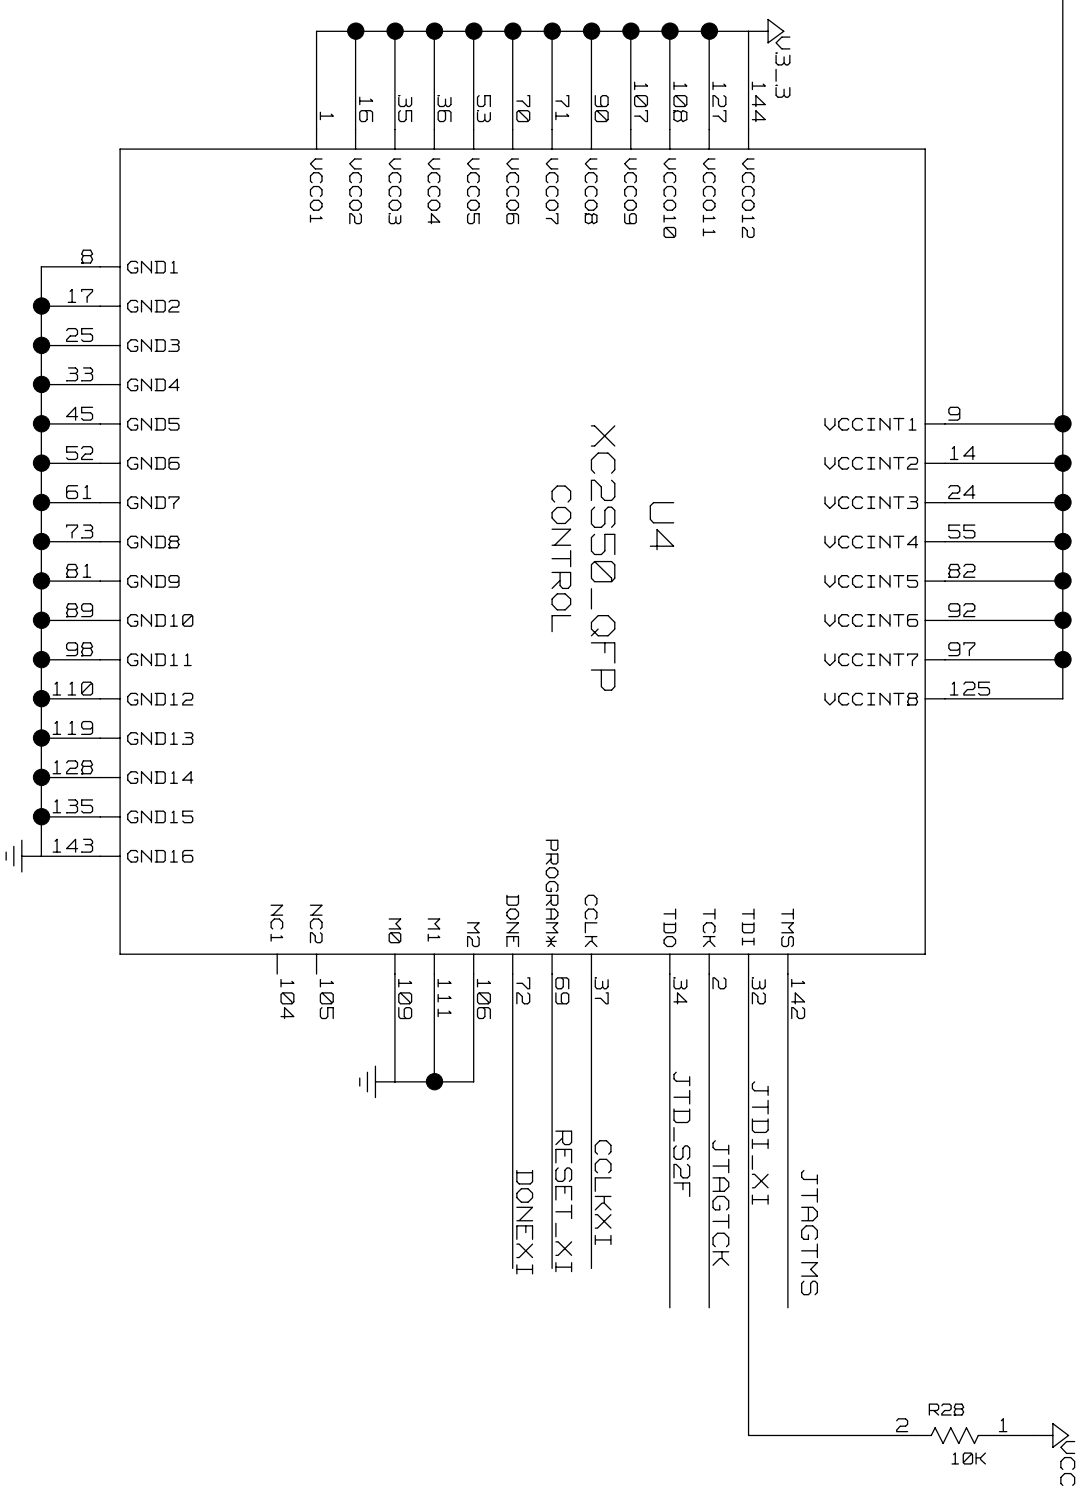 V3_3
1
16
35
36
53
70
71
90
107
108
127
144
VCCO1
VCCO2
VCCO3
VCCO4
VCCO5
VCCO6
VCCO7
VCCO8
VCCO9
VCCO10
VCCO11
VCCO12
8 GND1
17 GND2
25 GND3
33 GND4
45 GND5
52 GND6
61 GND7
73 GND8
81 GND9
89 GND10
98 GND11
110 GND12
119 GND13
128 GND14
135 GND15
143 GND16
U4
XC2S50_QFP
CONTROL
VCCINT1 9
VCCINT2 14
VCCINT3 24
VCCINT4 55
VCCINT5 82
VCCINT6 92
VCCINT7 97
VCCINT8 125
NC1 104
NC2 105
M0 109
M1 111
M2 106
DONE 72 DONEXI
PROGRAM* 69 RESET_XI
CCLK 37 CCLKXI
TDO 34 JTD_S2F
TCK 2 JTAGTCK
TDI 32 JTDI_XI
TMS 142 JTAGTMS
R28
2 1
10K
VCC